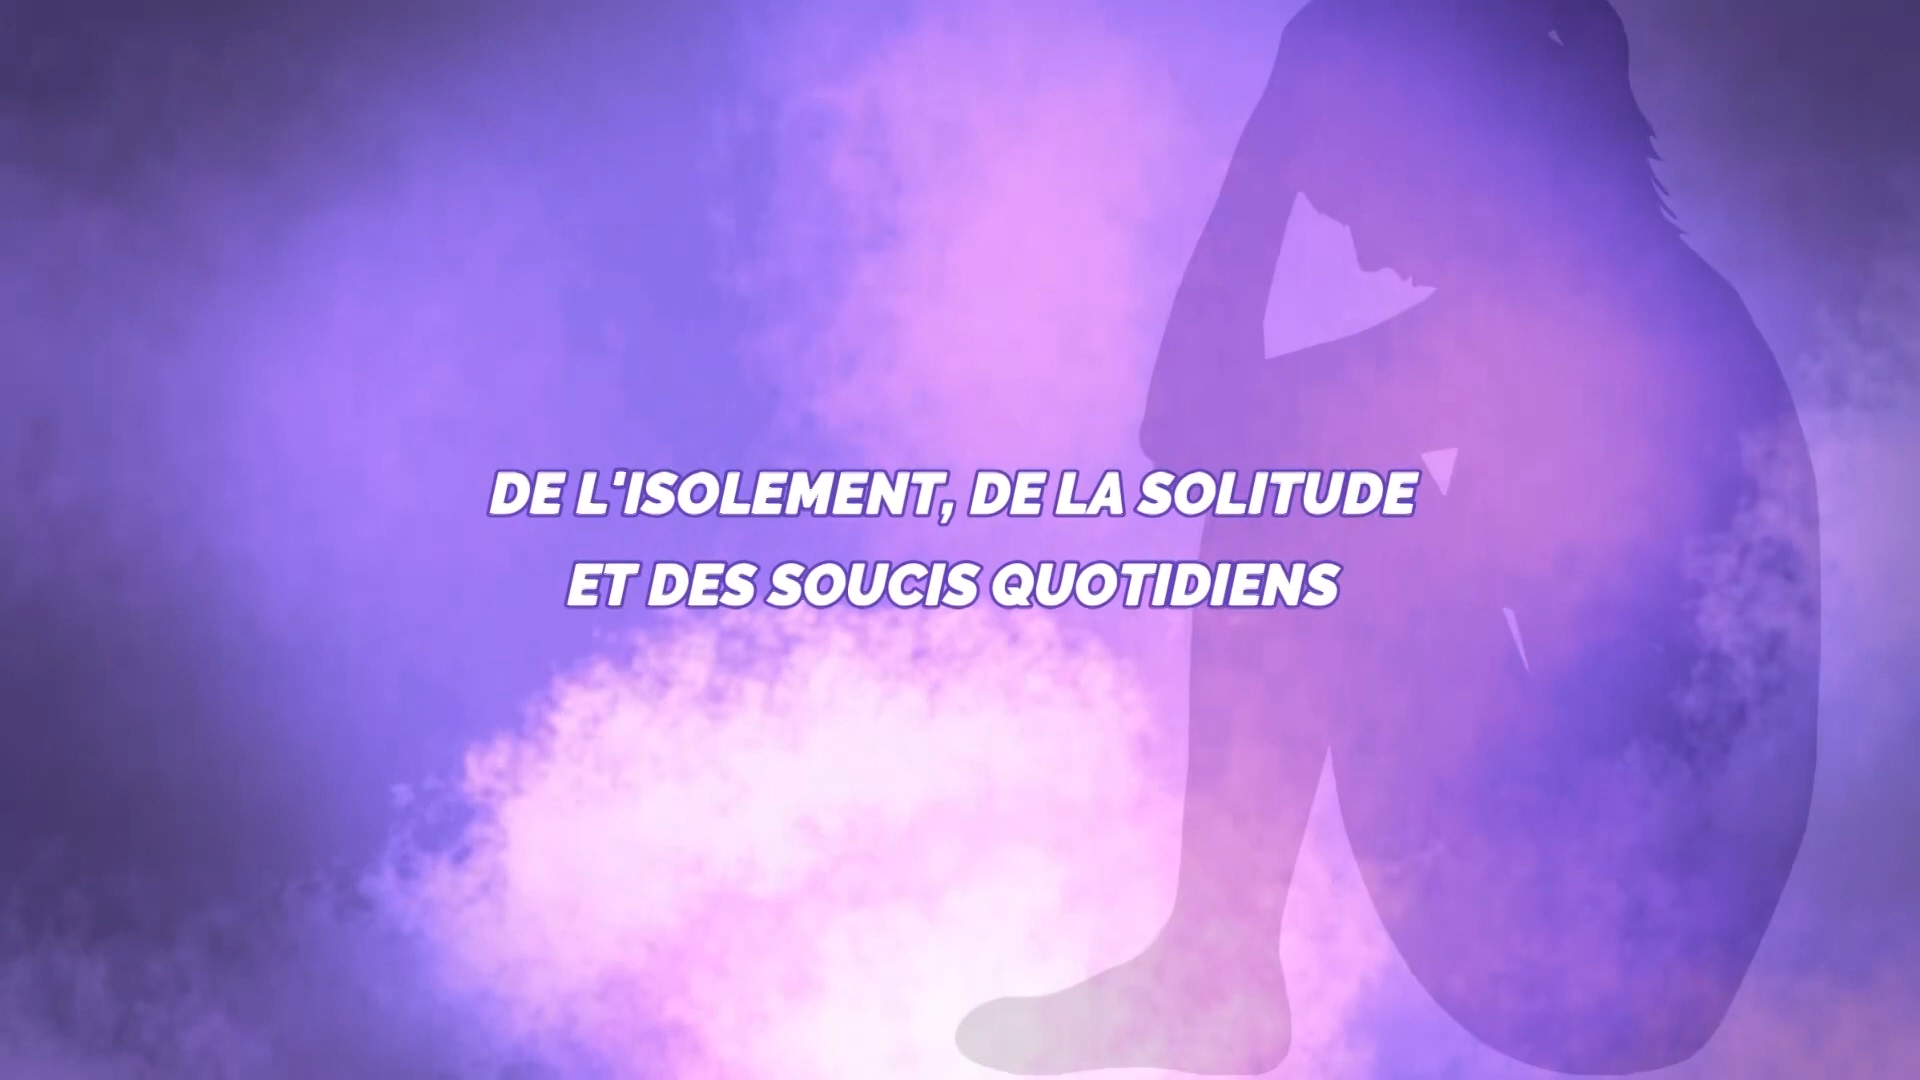 DE L'ISOLEMENT, DE LA SOLITUDE
ET DES SOUCIS QUOTIDIENS